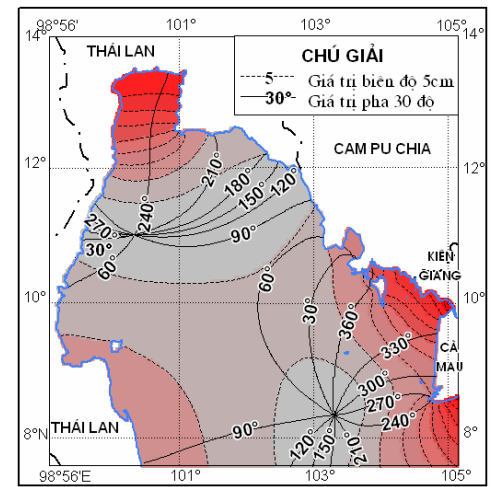 98°56' 101° 103° 105°
14° 14°
THÁI LAN
CHÚ GIẢI
5 Giá trị biên độ 5cm
30° Giá trị pha 30 độ
CAM PU CHIA
12° 12°
210°
180°
150°
120°
240°
270°
30°
90°
60°
KIÊN
GIANG
10° 10°
60°
30°
360°
330°
CÀ
MAU
300°
270°
240°
THÁI LAN
8°N 8°
90°
120°
150°
210°
98°56'E 101° 103° 105°